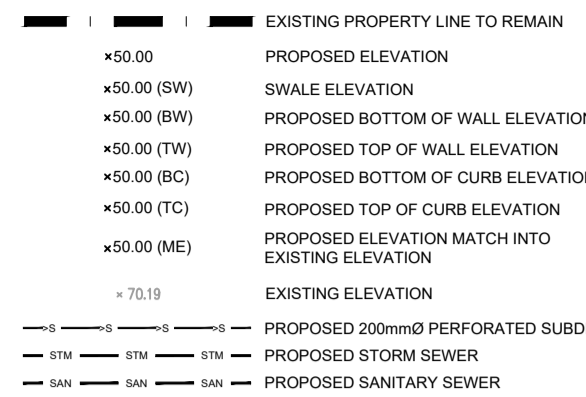 EXISTING PROPERTY LINE TO REMAIN
×50.00 PROPOSED ELEVATION
×50.00 (SW) SWALE ELEVATION
×50.00 (BW) PROPOSED BOTTOM OF WALL ELEVATION
×50.00 (TW) PROPOSED TOP OF WALL ELEVATION
×50.00 (BC) PROPOSED BOTTOM OF CURB ELEVATION
×50.00 (TC) PROPOSED TOP OF CURB ELEVATION
×50.00 (ME) PROPOSED ELEVATION MATCH INTO
EXISTING ELEVATION
×70.19 EXISTING ELEVATION
>S >S >S >S PROPOSED 200mmØ PERFORATED SUBD
STM STM STM PROPOSED STORM SEWER
SAN SAN SAN PROPOSED SANITARY SEWER